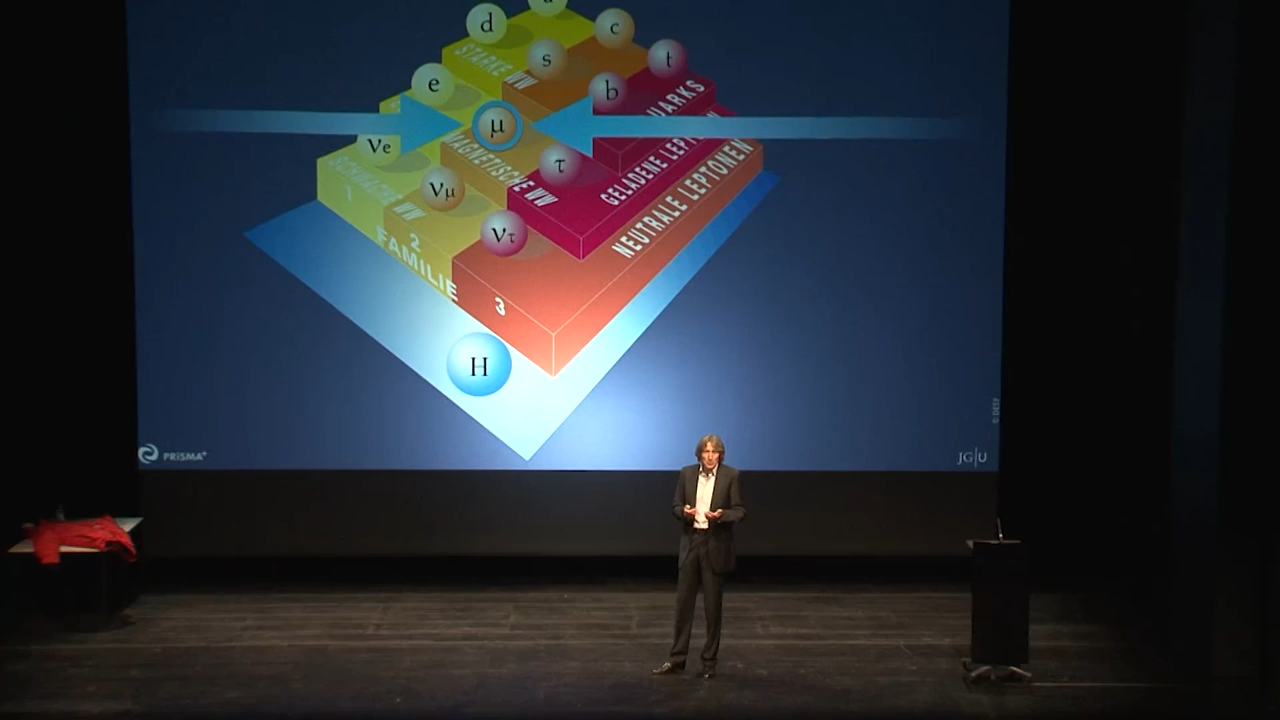 d
c
STARKE WW
s
t
e
b
QUARKS
μ
νe
MAGNETISCHE WW
τ
GELADENE LEPTONEN
SCHWACHE WW
νμ
NEUTRALE LEPTONEN
1
2
ντ
FAMILIE
3
H
© DESY
PRISMA+
JG|U